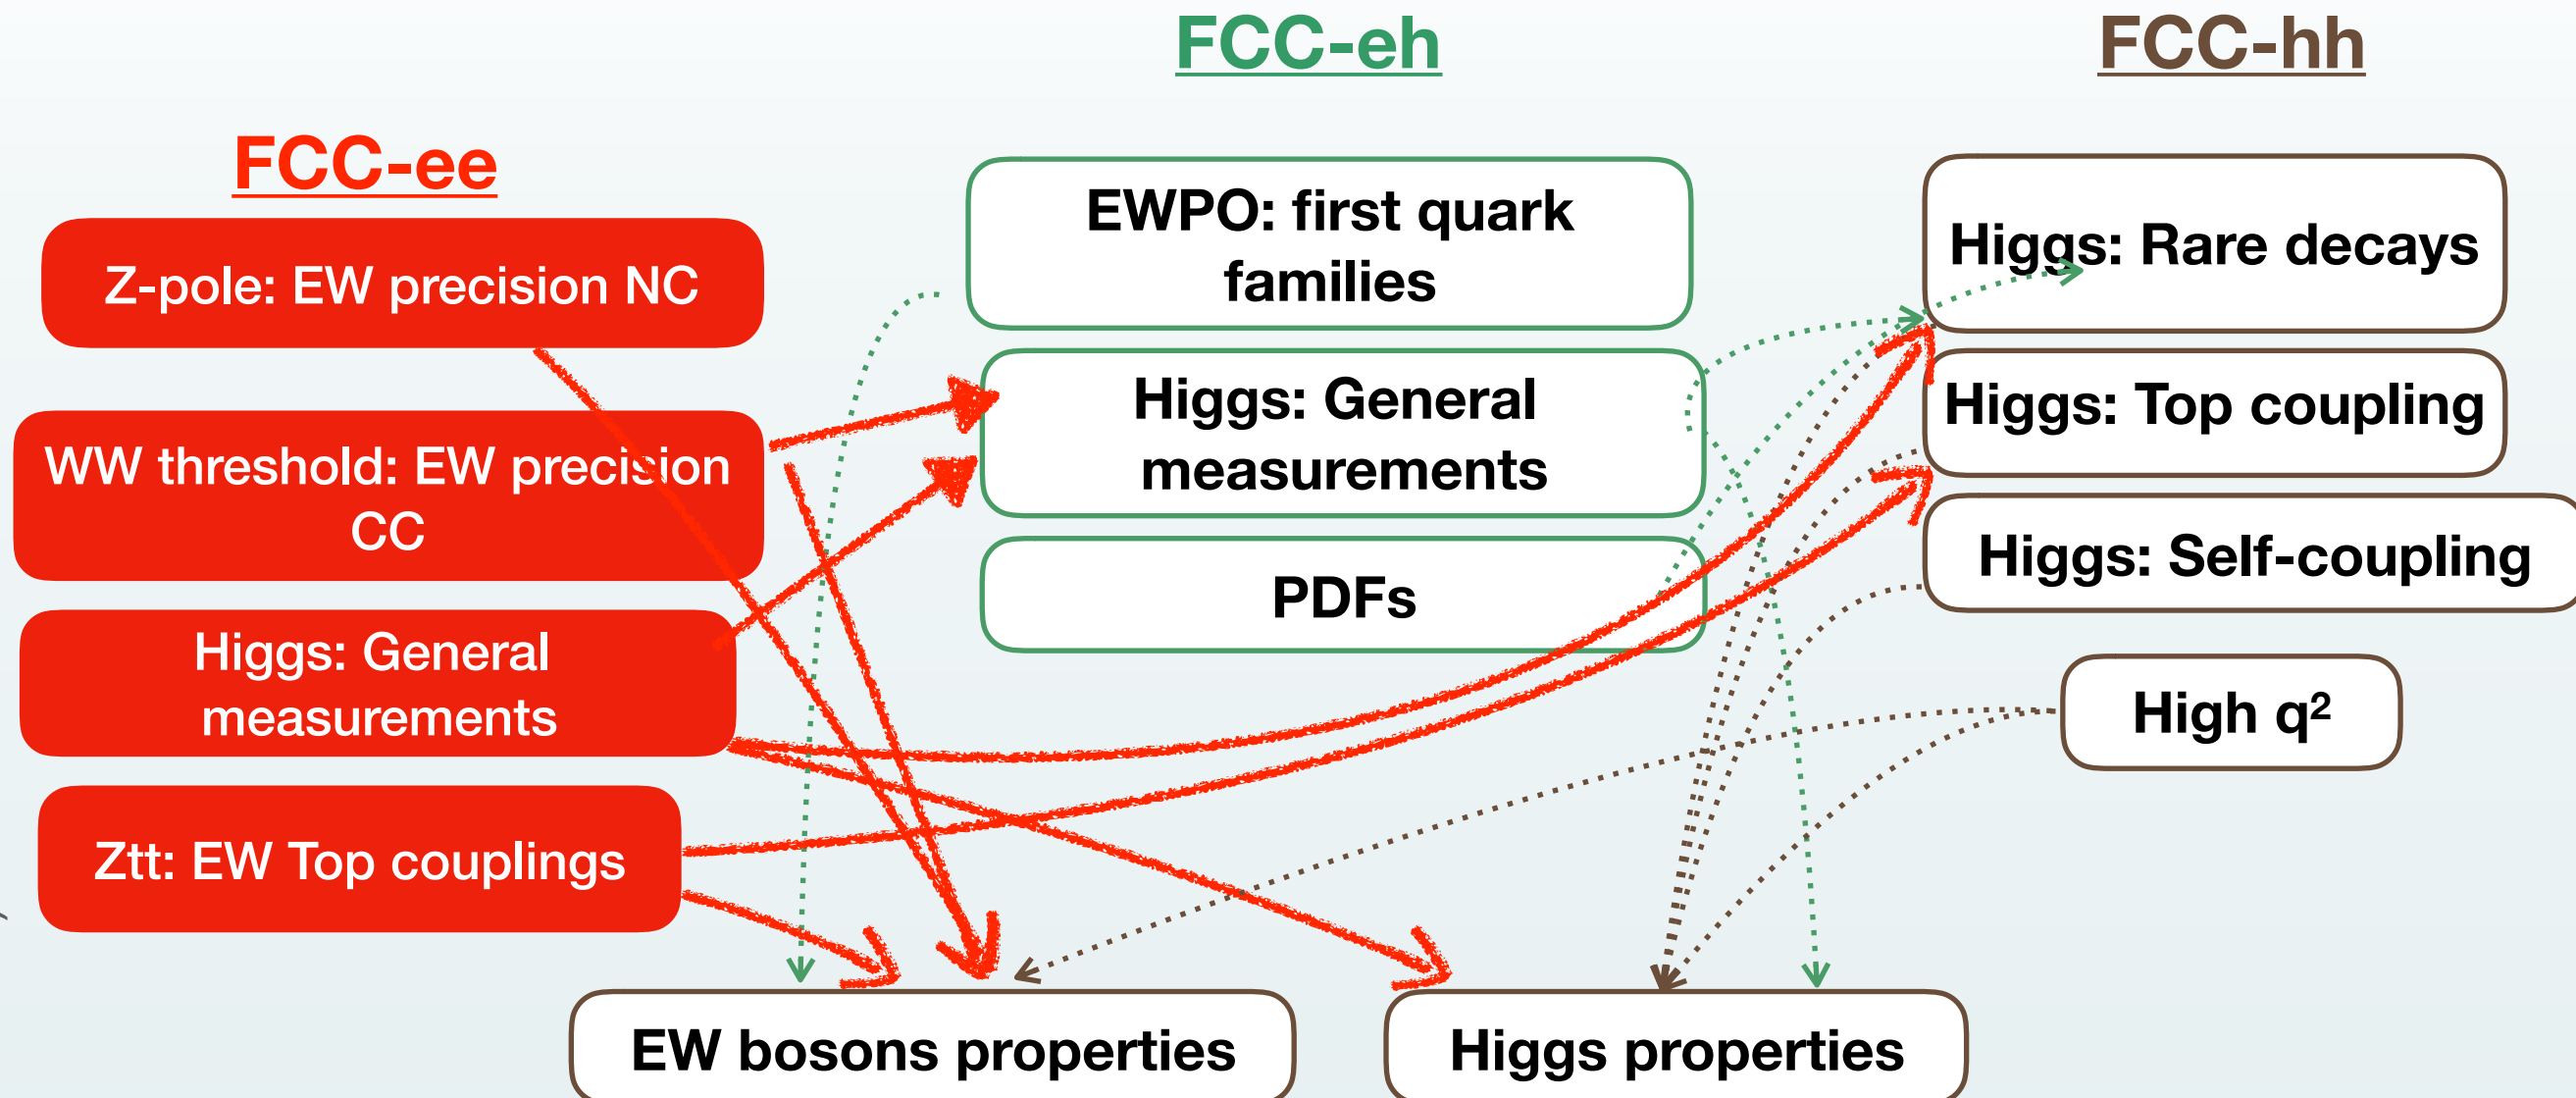 FCC-ee
Z-pole: EW precision NC
WW threshold: EW precision
CC
Higgs: General
measurements
Ztt: EW Top couplings
FCC-eh
EWPO: first quark
families
Higgs: General
measurements
PDFs
FCC-hh
Higgs: Rare decays
Higgs: Top coupling
Higgs: Self-coupling
High q²
EW bosons properties
Higgs properties